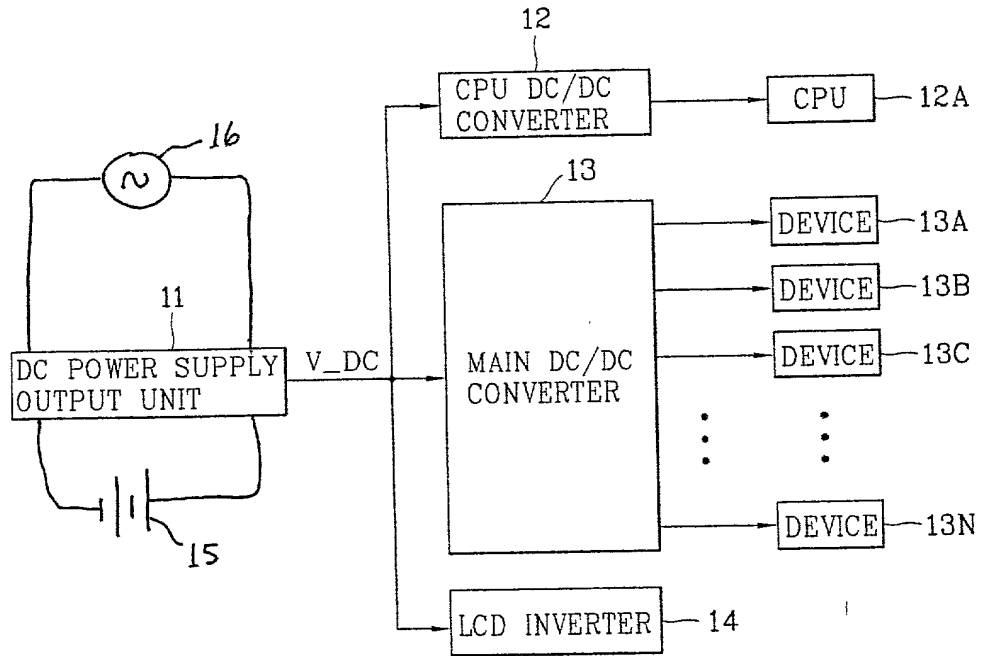 12
CPU DC/DC
CONVERTER
CPU
12A
16
~
13
DEVICE
13A
DEVICE
13B
11
DC POWER SUPPLY
OUTPUT UNIT
V_DC
MAIN DC/DC
CONVERTER
DEVICE
13C
15
DEVICE
13N
LCD INVERTER
14